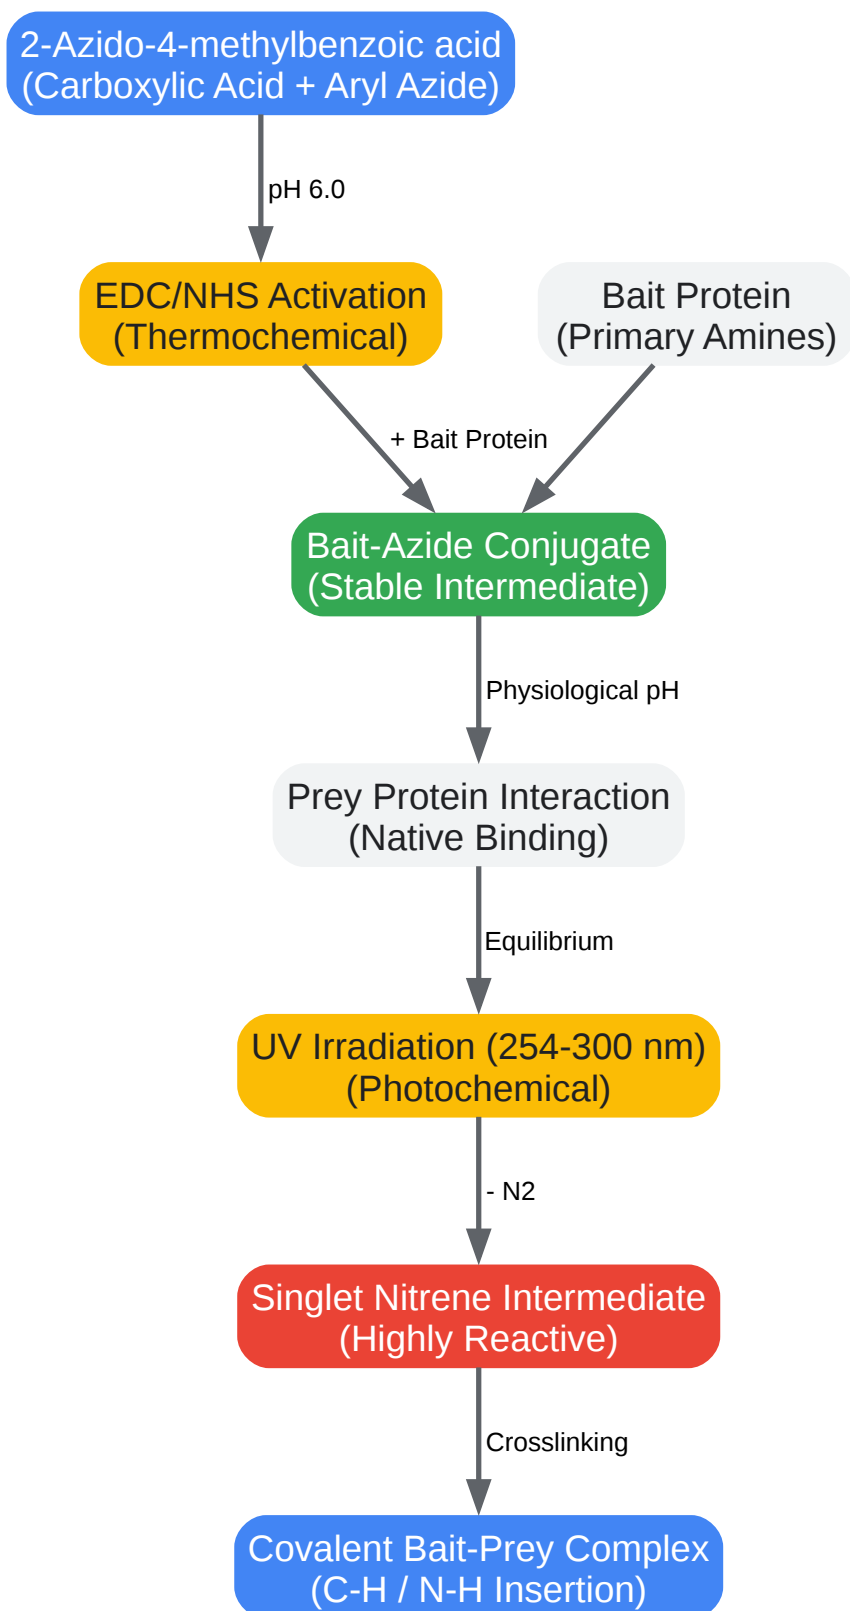 2-Azido-4-methylbenzoic acid
(Carboxylic Acid + Aryl Azide)
pH 6.0
EDC/NHS Activation
(Thermochemical)
Bait Protein
(Primary Amines)
+ Bait Protein
Bait-Azide Conjugate
(Stable Intermediate)
Physiological pH
Prey Protein Interaction
(Native Binding)
Equilibrium
UV Irradiation (254-300 nm)
(Photochemical)
- N2
Singlet Nitrene Intermediate
(Highly Reactive)
Crosslinking
Covalent Bait-Prey Complex
(C-H / N-H Insertion)